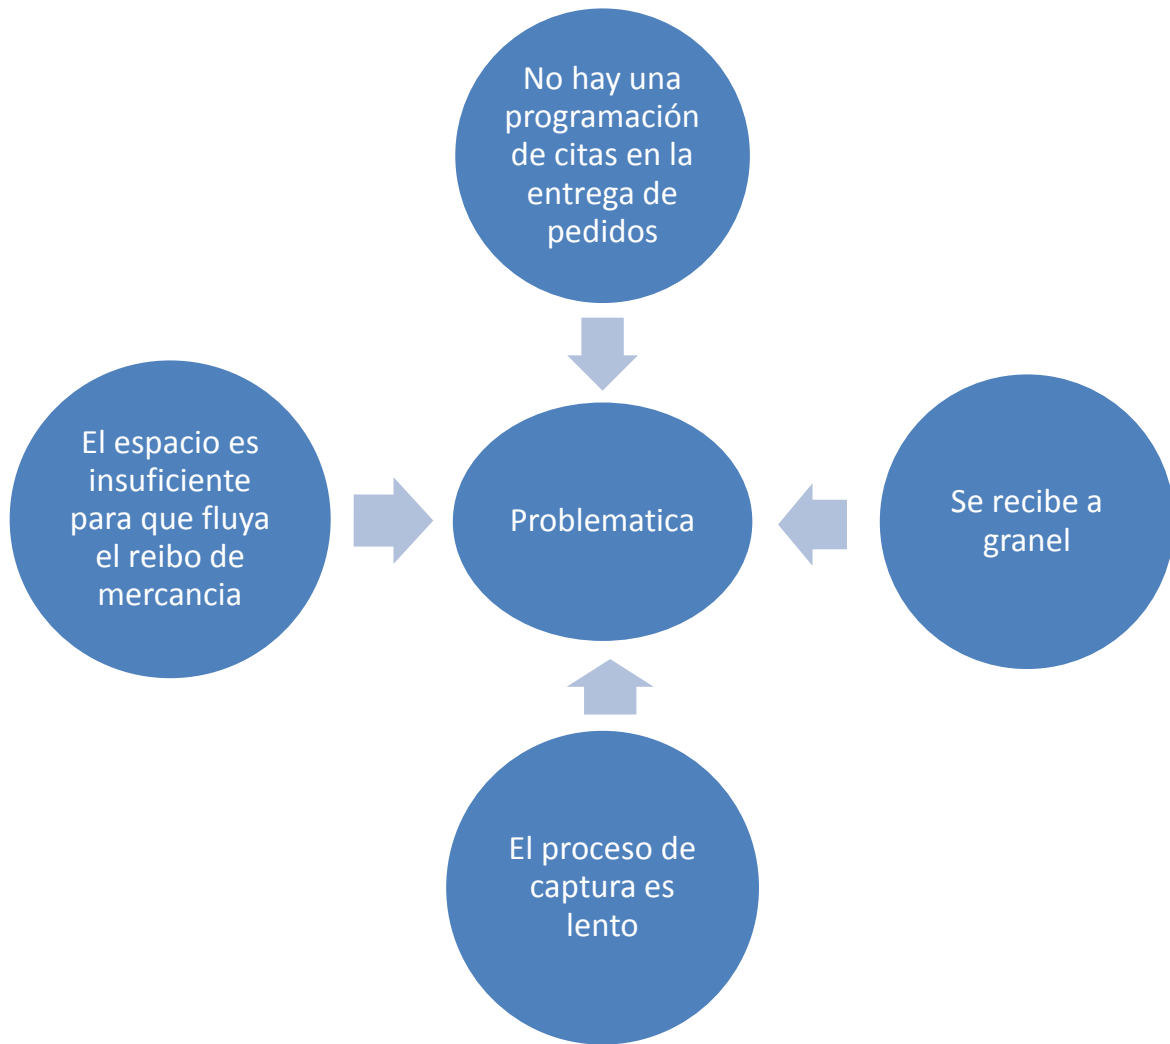 No hay una
programación
de citas en la
entrega de
pedidos
El espacio es
insuficiente
para que fluya
el reibo de
mercancia
Problematica
Se recibe a
granel
El proceso de
captura es
lento